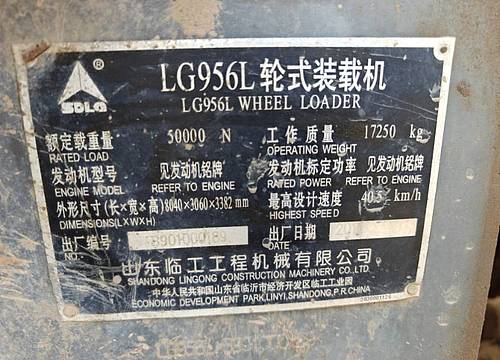 SDLG ®
LG956L 轮式装载机
LG956L WHEEL LOADER
额定载重量 50000 N
RATED LOAD
工作质量 17250 kg
OPERATING WEIGHT
发动机型号 见发动机铭牌
ENGINE MODEL REFER TO ENGINE
发动机标定功率 见发动机铭牌
RATED POWER REFER TO ENGINE
外形尺寸(长×宽×高) 8040×3060×3382 mm
DIMENSIONS(LXWXH)
最高设计速度 40.5 km/h
HIGHEST SPEED
出厂编号
NO.
出厂日期
DATE
山东临工工程机械有限公司
SHANDONG LINGONG CONSTRUCTION MACHINERY CO.,LTD.
中华人民共和国山东省临沂市经济开发区临工工业园
ECONOMIC DEVELOPMENT PARK,LINYI,SHANDONG,P.R.CHINA